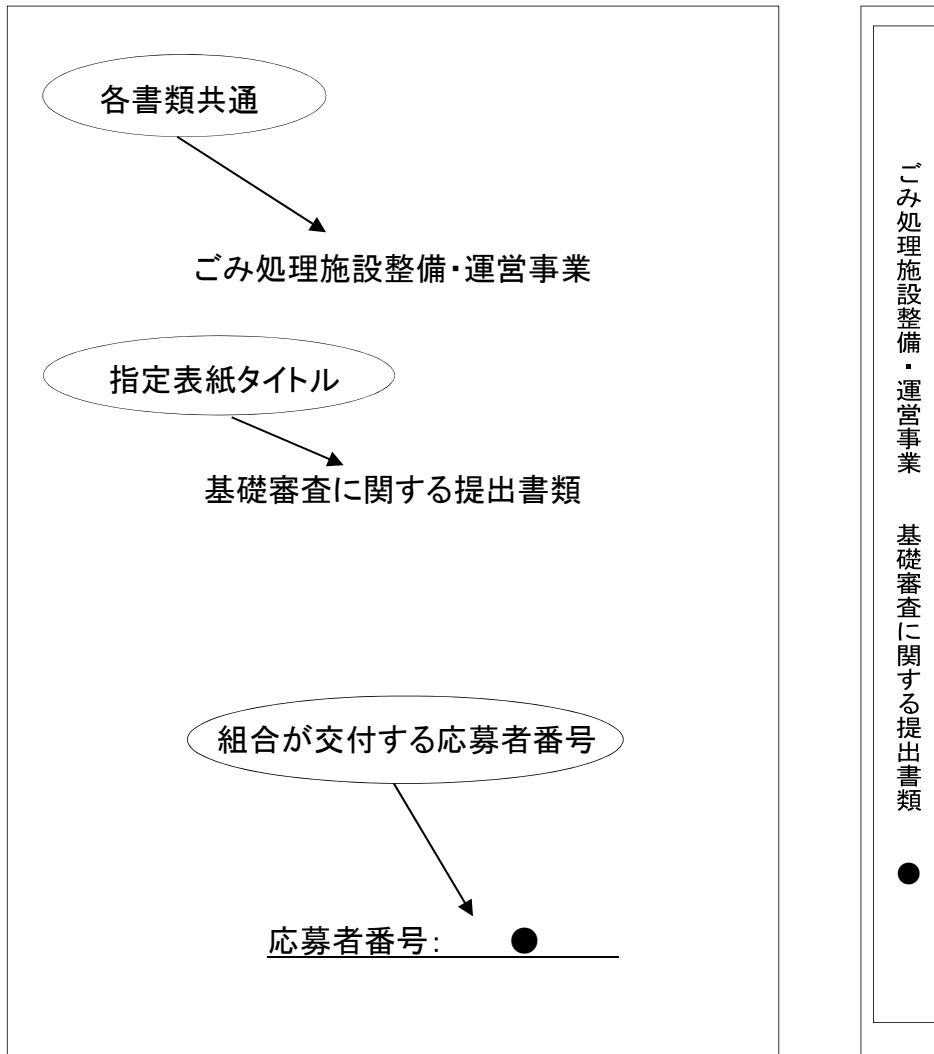 各書類共通
ごみ処理施設整備・運営事業
指定表紙タイトル
基礎審査に関する提出書類
組合が交付する応募者番号
応募者番号: ●
ごみ処理施設整備・運営事業 基礎審査に関する提出書類 ●